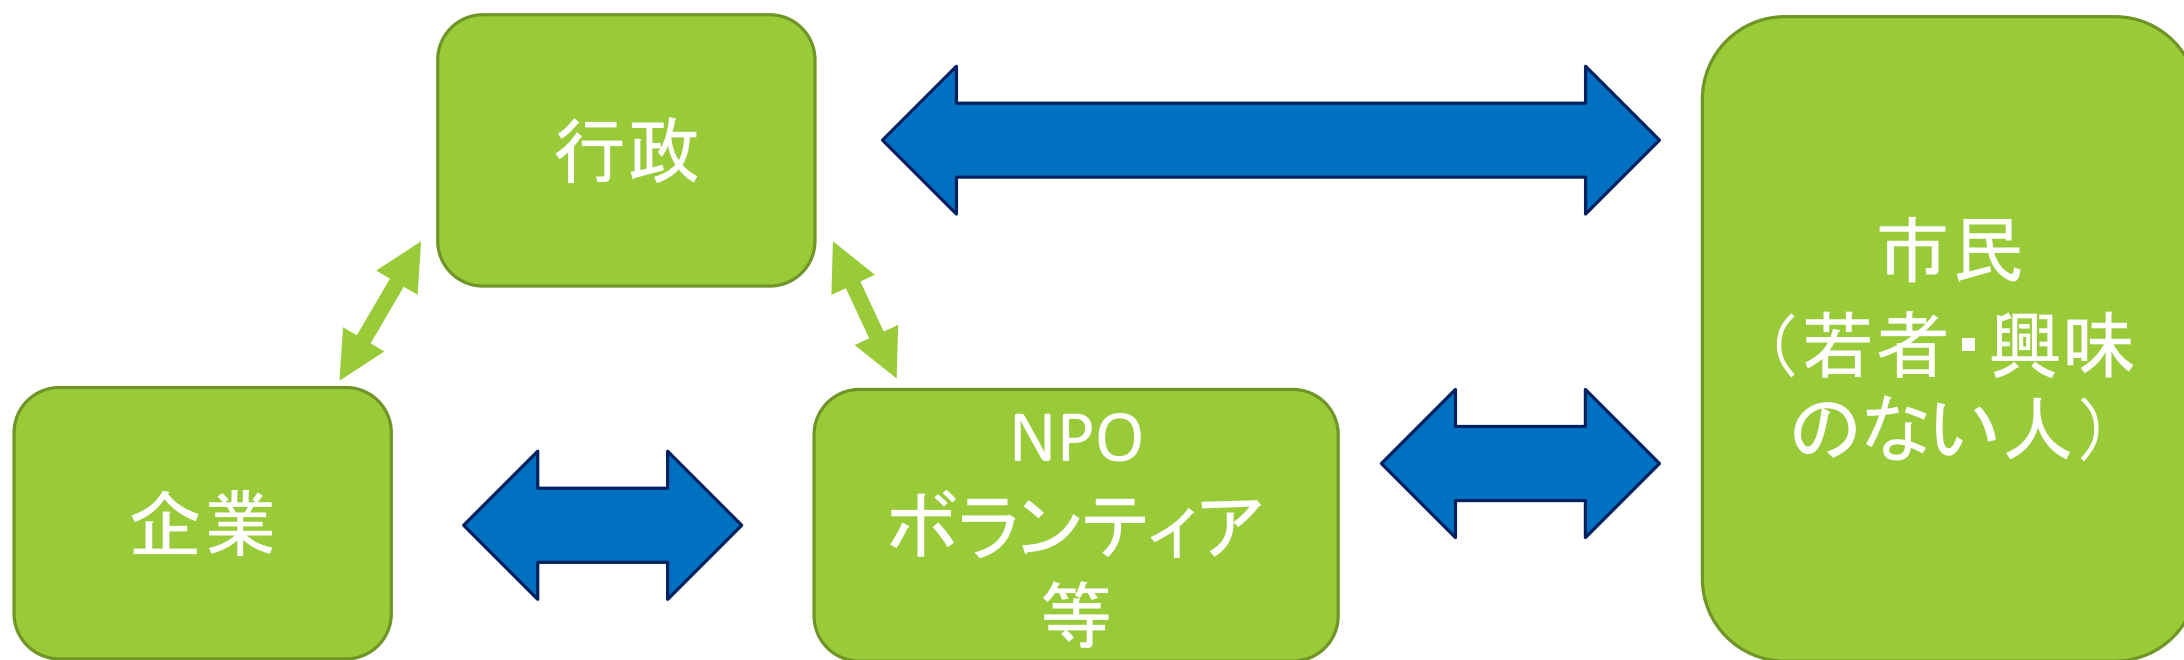 行政
市民
（若者・興味
のない人）
企業
NPO
ボランティア
等